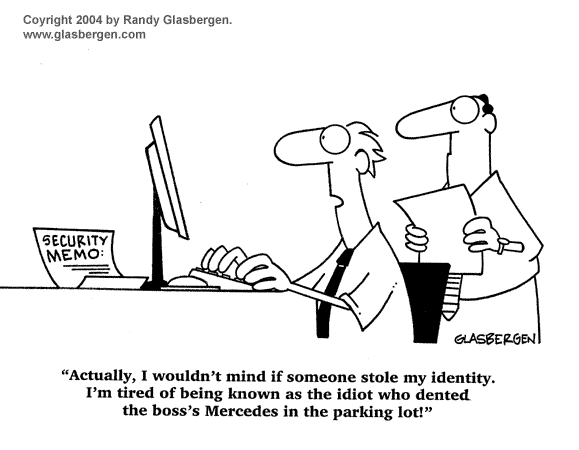 Coyright 2004 by Randy Glasbergen.
www.glasbergen.com
SECURITY
MEMO:
GLASBERGEN
“Actually, I wouldn’t mind if someone stole my identity.
I’m tired of being known as the idiot who dented
the boss’s Mercedes in the parking lot!”